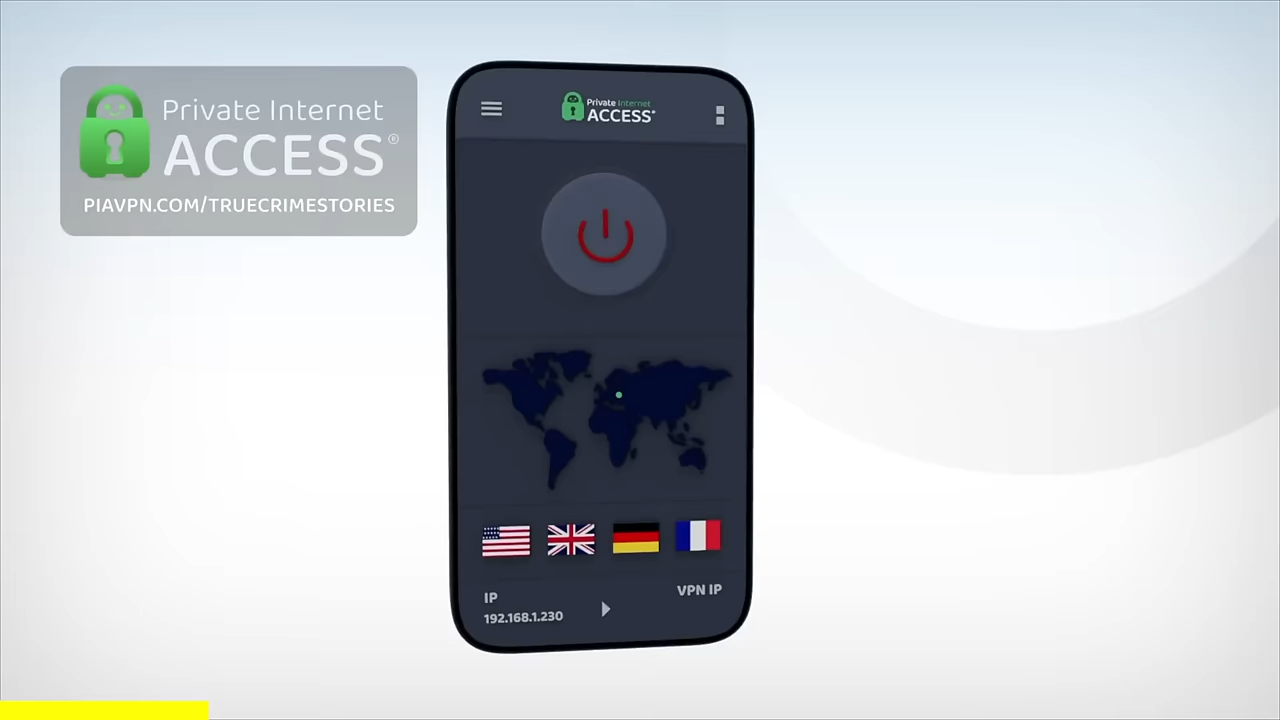 Private Internet
ACCESS®
PIAVPN.COM/TRUECRIMESTORIES
Private Internet
ACCESS®
IP
192.168.1.230
VPN IP